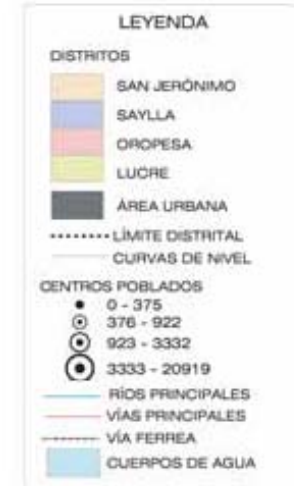 LEYENDA
DISTRITOS
SAN JERÓNIMO
SAYLLA
OROPESA
LUCRE
ÁREA URBANA
LÍMITE DISTRITAL
CURVAS DE NIVEL
CENTROS POBLADOS
0 - 375
376 - 922
923 - 3332
3333 - 20919
RÍOS PRINCIPALES
VÍAS PRINCIPALES
VÍA FERREA
CUERPOS DE AGUA